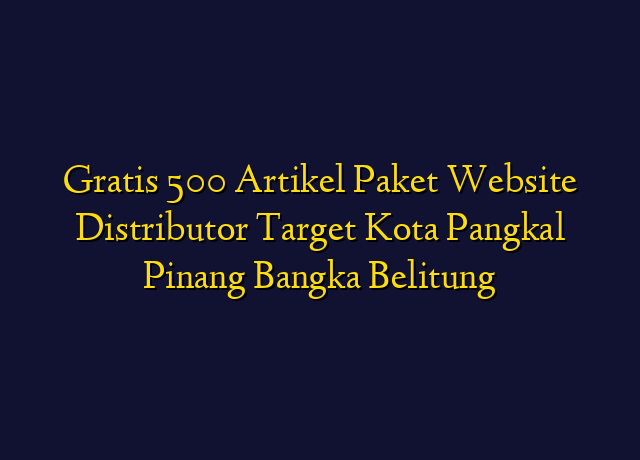 Gratis 500 Artikel Paket Website
Distributor Target Kota Pangkal
Pinang Bangka Belitung